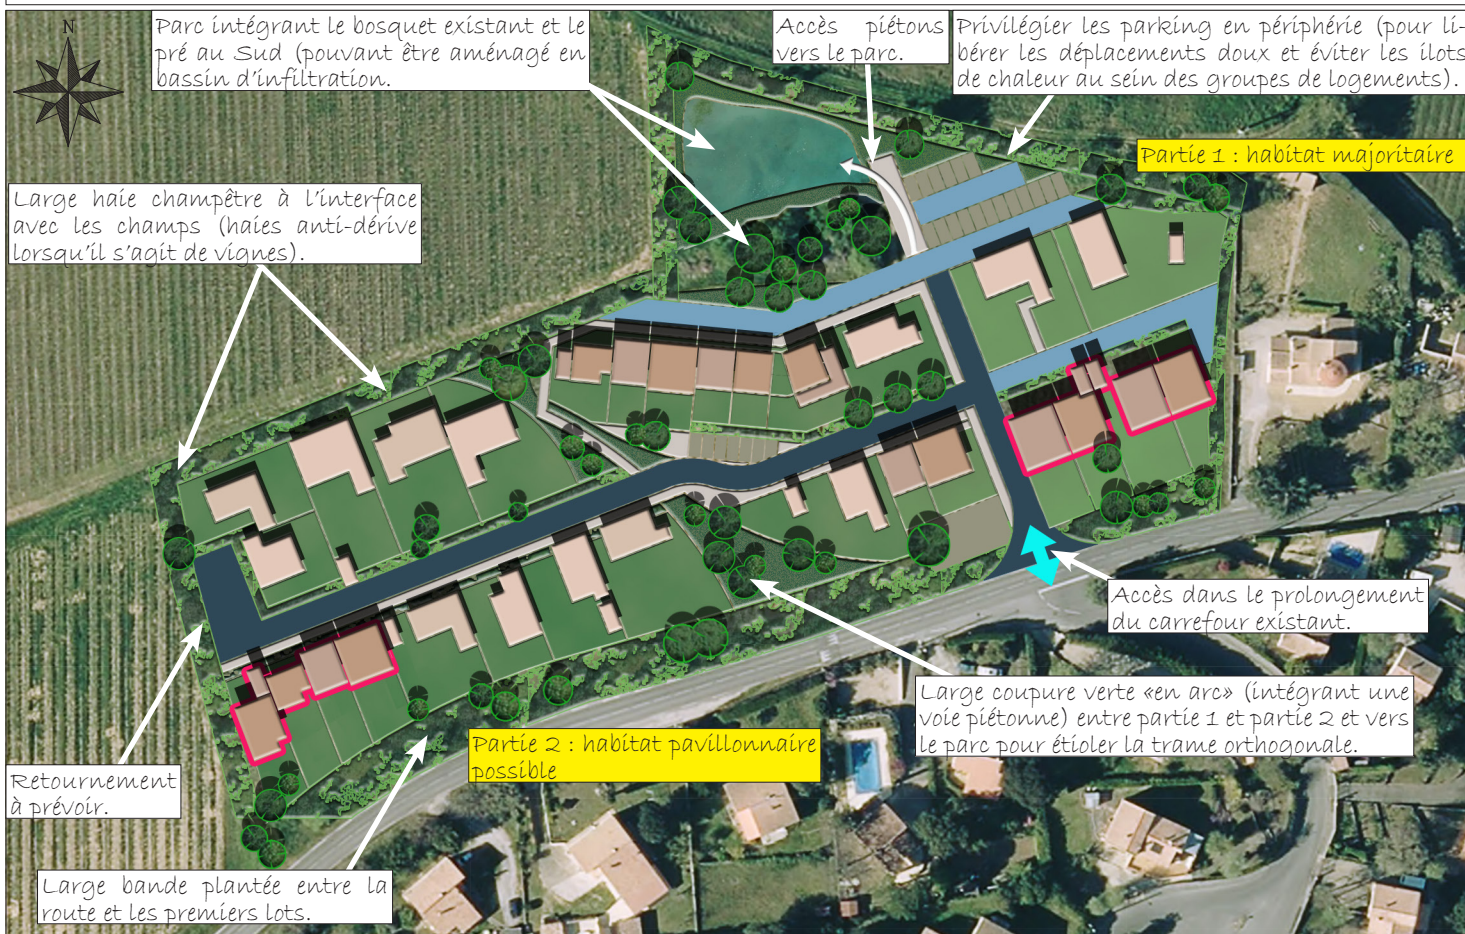 N
Parc intégrant le bosquet existant et le
pré au Sud (pouvant être aménagé en
bassin d'infiltration.
Accès piétons
vers le parc.
Privilégier les parking en périphérie (pour li-
bérer les déplacements doux et éviter les ilots
de chaleur au sein des groupes de logements).
Partie 1 : habitat majoritaire
Large haie champêtre à l'interface
avec les champs (haies anti-dérive
lorsqu'il s'agit de vignes).
Accès dans le prolongement
du carrefour existant.
Large coupure verte «en arc» (intégrant une
voie piétonne) entre partie 1 et partie 2 et vers
le parc pour étioler la trame orthogonale.
Partie 2 : habitat pavillonnaire
possible
Retournement
à prévoir.
Large bande plantée entre la
route et les premiers lots.